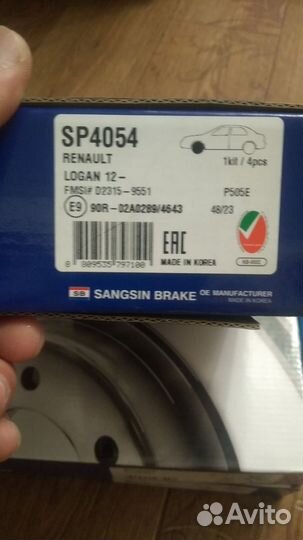 SP4054
RENAULT
1kit / 4pcs
LOGAN 12-
FMSI# D2315-9551
P505E
E9 90R-02A0289/4643
48/23
EAC
MADE IN KOREA
8 809535 797100
SB SANGSIN BRAKE OE MANUFACTURER
MADE IN KOREA
Avito